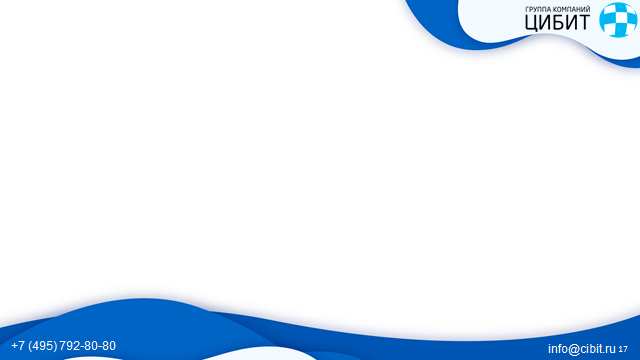 ГРУППА КОМПАНИЙ
ЦИБИТ
+7 (495) 792-80-80
info@cibit.ru 17